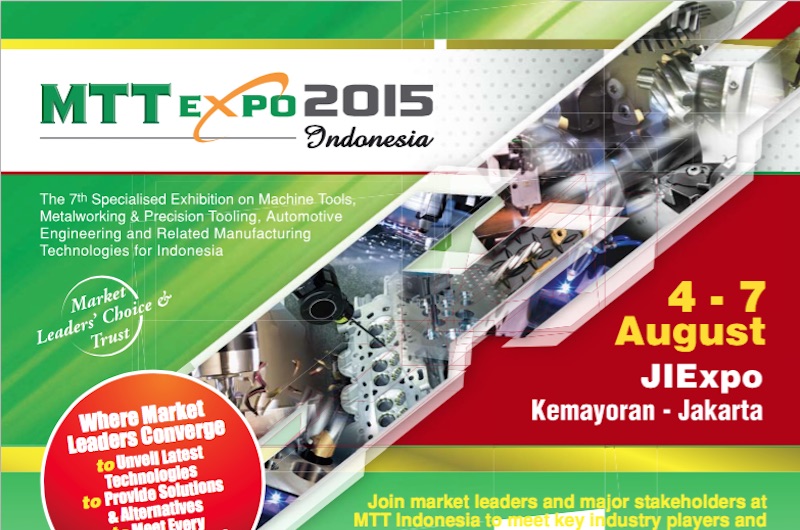 MTT EXPO 2015
Indonesia
The 7th Specialised Exhibition on Machine Tools,
Metalworking & Precision Tooling, Automotive
Engineering and Related Manufacturing
Technologies for Indonesia
Market
Leaders' Choice &
Trust
4 - 7
August
JIExpo
Kemayoran - Jakarta
Where Market
Leaders Converge
to Unveil Latest
Technologies
to Provide Solutions
& Alternatives
to Meet Every
Join market leaders and major stakeholders at
MTT Indonesia to meet key industry players and